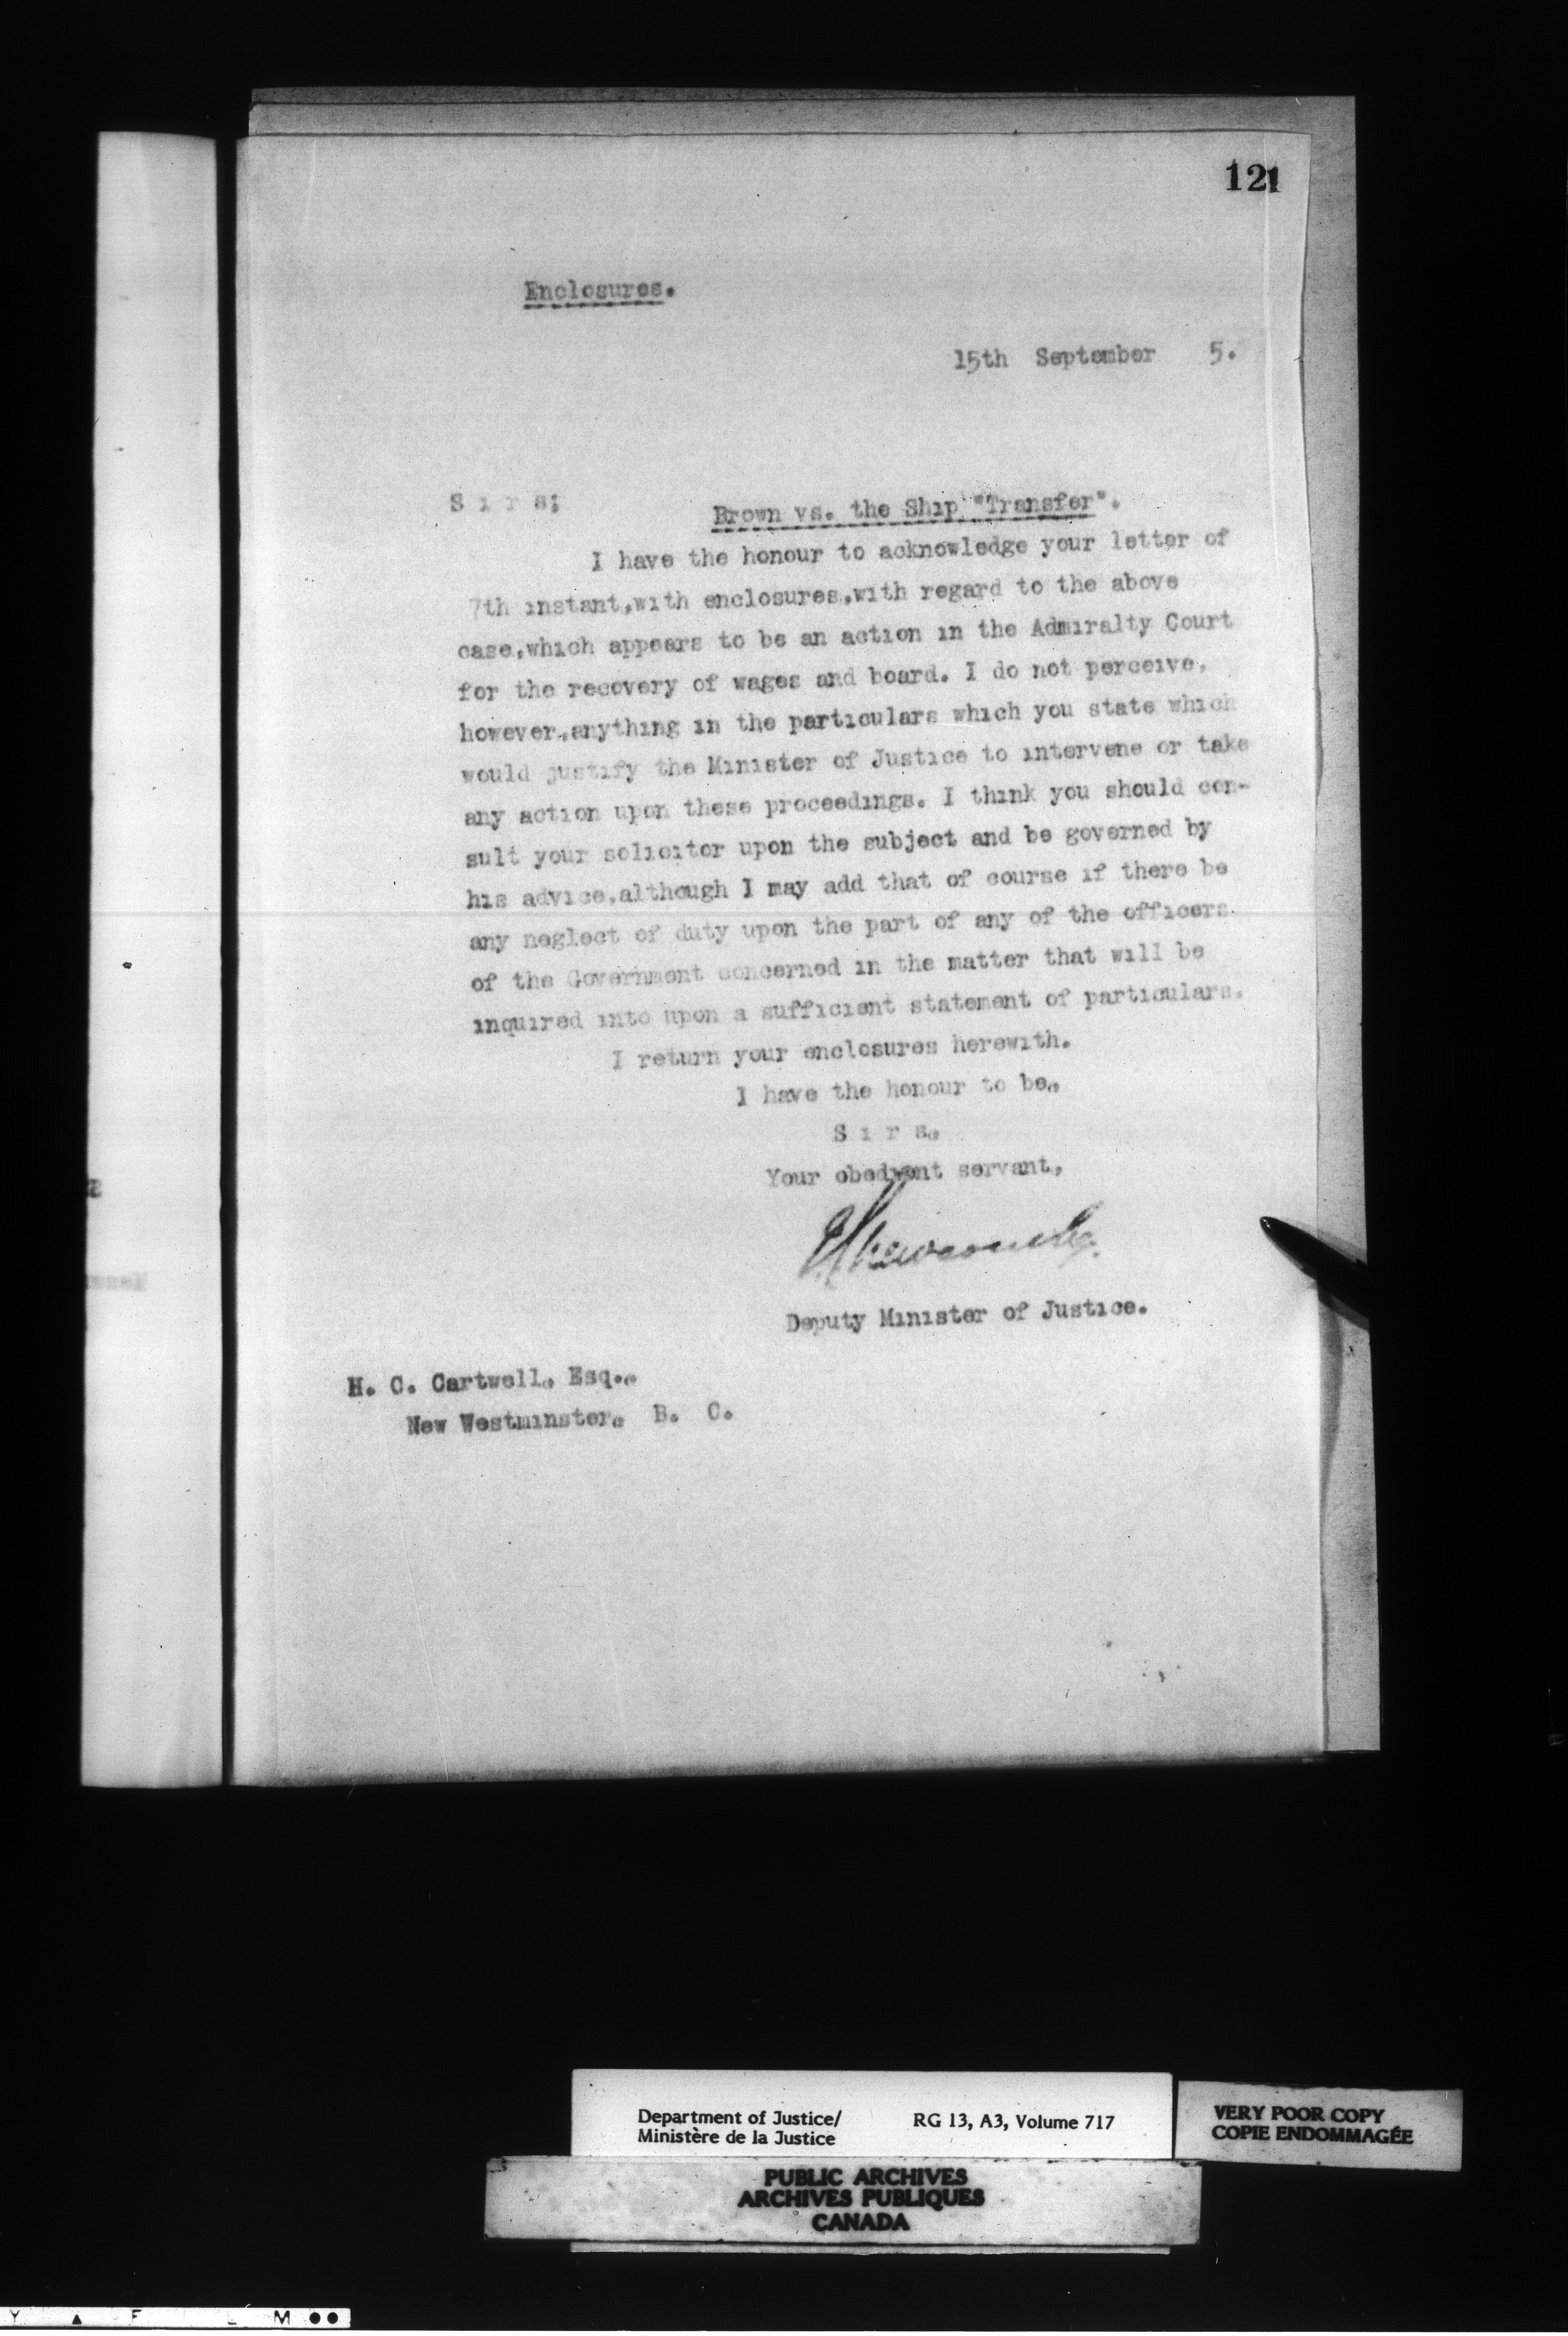 121
Enclosures.
15th September 5.
S i r s;
Brown vs. the Ship "Transfer".
I have the honour to acknowledge your letter of
7th instant,with enclosures,with regard to the above
case,which appears to be an action in the Admiralty Court
for the recovery of wages and board. I do not perceive,
however,anything in the particulars which you state which
would justify the Minister of Justice to intervene or take
any action upon these proceedings. I think you should con-
sult your solicitor upon the subject and be governed by
his advice,although I may add that of course if there be
any neglect of duty upon the part of any of the officers
of the Government concerned in the matter that will be
inquired into upon a sufficient statement of particulars.
I return your enclosures herewith.
I have the honour to be,
S i r s,
Your obedient servant,
E L Newcombe
Deputy Minister of Justice.
H. C. Cartwell, Esq.,
New Westminster, B. C.
Department of Justice/
Ministère de la Justice
RG 13, A3, Volume 717
VERY POOR COPY
COPIE ENDOMMAGÉE
PUBLIC ARCHIVES
ARCHIVES PUBLIQUES
CANADA